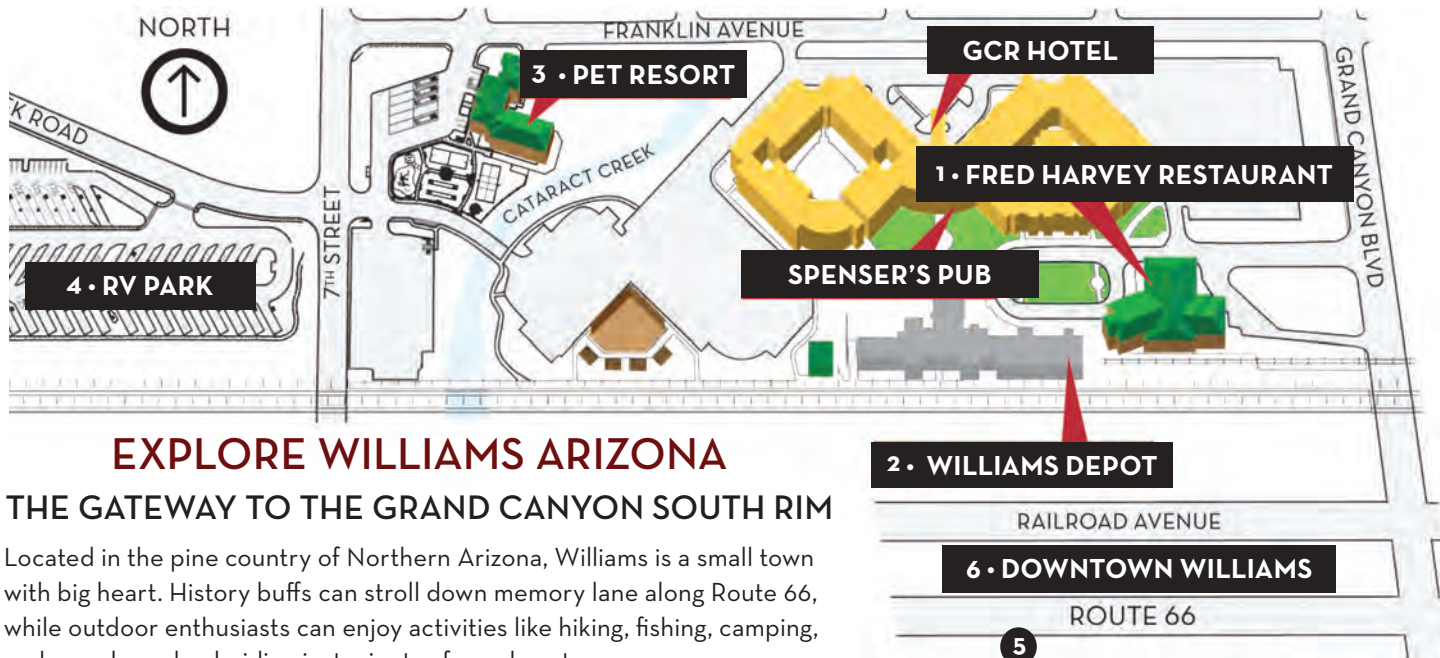 NORTH
FRANKLIN AVENUE
GCR HOTEL
3 • PET RESORT
GRAND CANYON BLVD
K ROAD
CATARACT CREEK
1 • FRED HARVEY RESTAURANT
7TH STREET
4 • RV PARK
SPENSER'S PUB
EXPLORE WILLIAMS ARIZONA
THE GATEWAY TO THE GRAND CANYON SOUTH RIM
Located in the pine country of Northern Arizona, Williams is a small town
with big heart. History buffs can stroll down memory lane along Route 66,
while outdoor enthusiasts can enjoy activities like hiking, fishing, camping,
2 • WILLIAMS DEPOT
RAILROAD AVENUE
6 • DOWNTOWN WILLIAMS
ROUTE 66
5